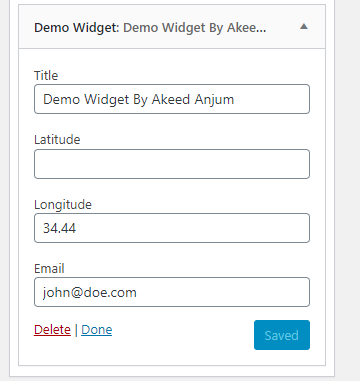 Demo Widget: Demo Widget By Akee...
Title
Demo Widget By Akeed Anjum
Latitude
Longitude
34.44
Email
john@doe.com
Delete | Done
Saved